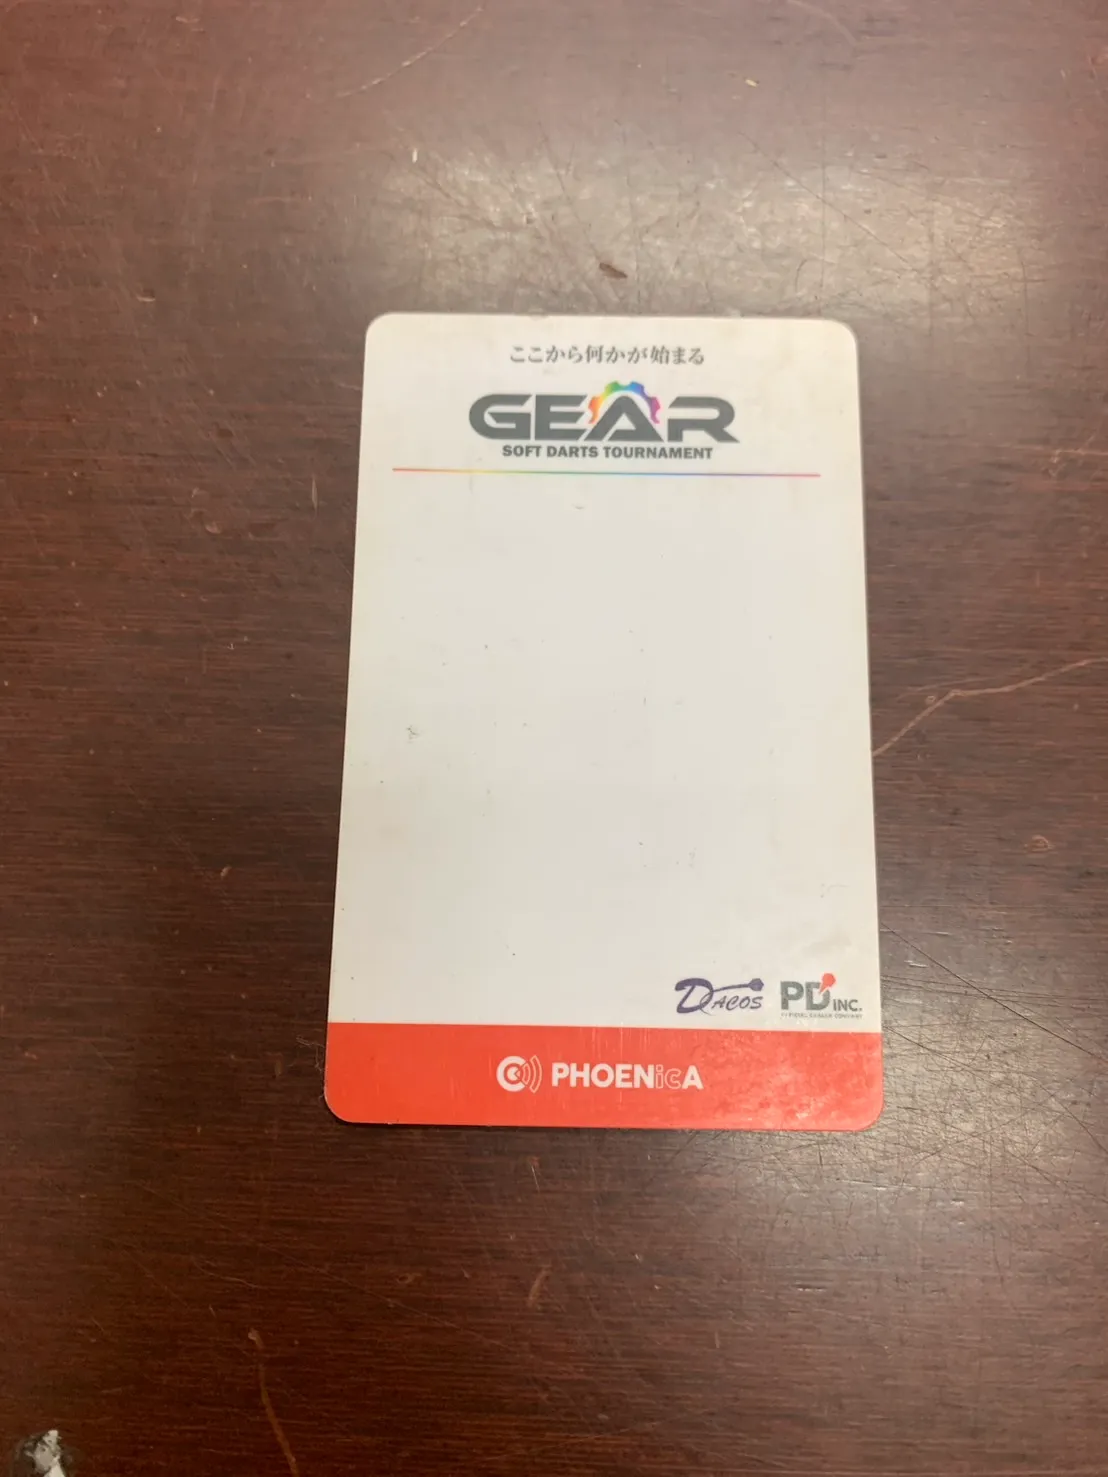 ここから何かが始まる
GEAR
SOFT DARTS TOURNAMENT
DACOS
PD INC.
PHOENicA